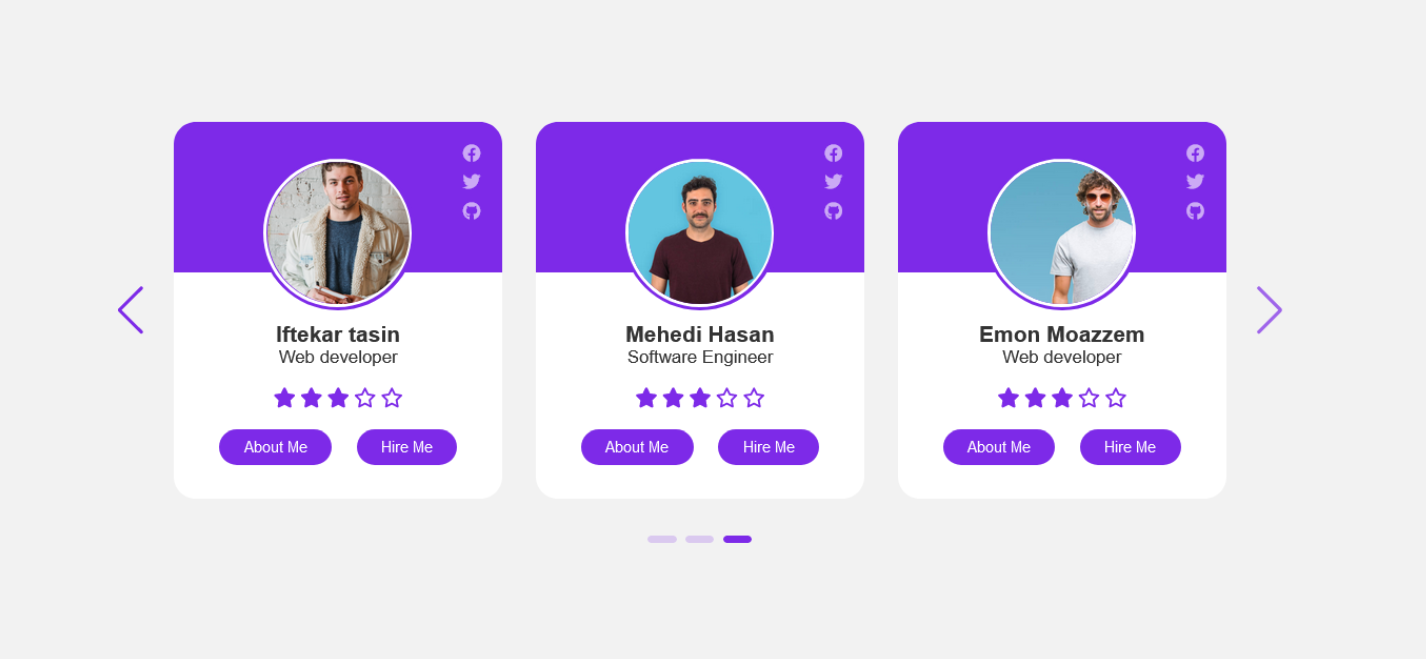 Iftekar tasin
Web developer
About Me
Hire Me
Mehedi Hasan
Software Engineer
About Me
Hire Me
Emon Moazzem
Web developer
About Me
Hire Me